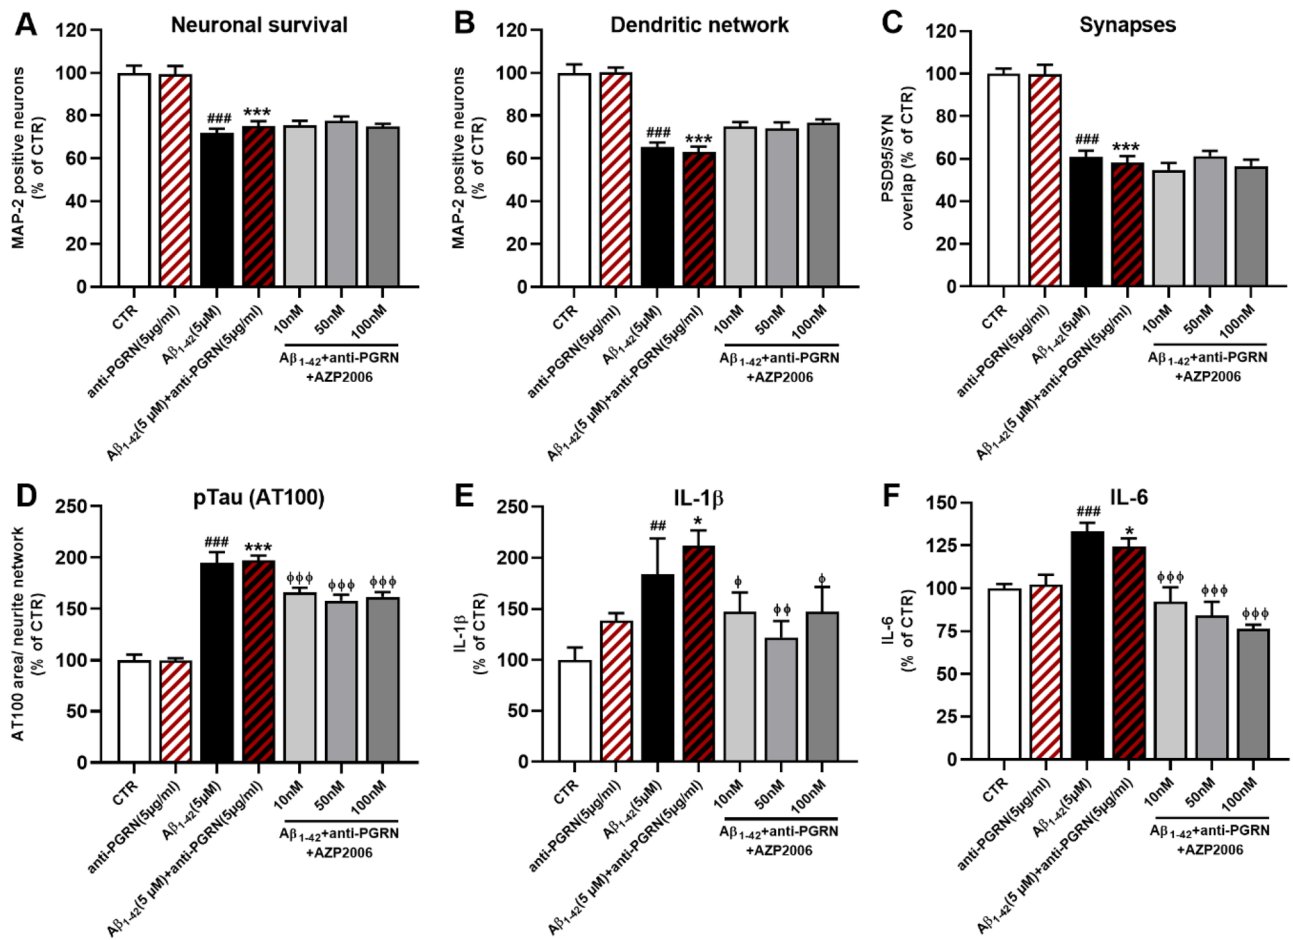 A
Neuronal survival
MAP-2 positive neurons
(% of CTR)
120
100
80
60
40
20
0
###
***
CTR
anti-PGRN(5µg/ml)
Aβ1-42(5µM)
Aβ1-42(5 µM)+anti-PGRN(5µg/ml)
10nM
50nM
100nM
Aβ1-42+anti-PGRN
+AZP2006
B
Dendritic network
MAP-2 positive neurons
(% of CTR)
120
100
80
60
40
20
0
###
***
CTR
anti-PGRN(5µg/ml)
Aβ1-42(5µM)
Aβ1-42(5 µM)+anti-PGRN(5µg/ml)
10nM
50nM
100nM
Aβ1-42+anti-PGRN
+AZP2006
C
Synapses
PSD95/SYN
overlap (% of CTR)
120
100
80
60
40
20
0
###
***
CTR
anti-PGRN(5µg/ml)
Aβ1-42(5µM)
Aβ1-42(5 µM)+anti-PGRN(5µg/ml)
10nM
50nM
100nM
Aβ1-42+anti-PGRN
+AZP2006
D
pTau (AT100)
AT100 area/ neurite network
(% of CTR)
250
200
150
100
50
0
###
***
ϕϕϕ
ϕϕϕ
ϕϕϕ
CTR
anti-PGRN(5µg/ml)
Aβ1-42(5µM)
Aβ1-42(5 µM)+anti-PGRN(5µg/ml)
10nM
50nM
100nM
Aβ1-42+anti-PGRN
+AZP2006
E
IL-1β
IL-1β
(% of CTR)
250
200
150
100
50
0
##
*
ϕ
ϕϕ
ϕ
CTR
anti-PGRN(5µg/ml)
Aβ1-42(5µM)
Aβ1-42(5 µM)+anti-PGRN(5µg/ml)
10nM
50nM
100nM
Aβ1-42+anti-PGRN
+AZP2006
F
IL-6
IL-6
(% of CTR)
150
125
100
75
50
25
0
###
*
ϕϕϕ
ϕϕϕ
ϕϕϕ
CTR
anti-PGRN(5µg/ml)
Aβ1-42(5µM)
Aβ1-42(5 µM)+anti-PGRN(5µg/ml)
10nM
50nM
100nM
Aβ1-42+anti-PGRN
+AZP2006